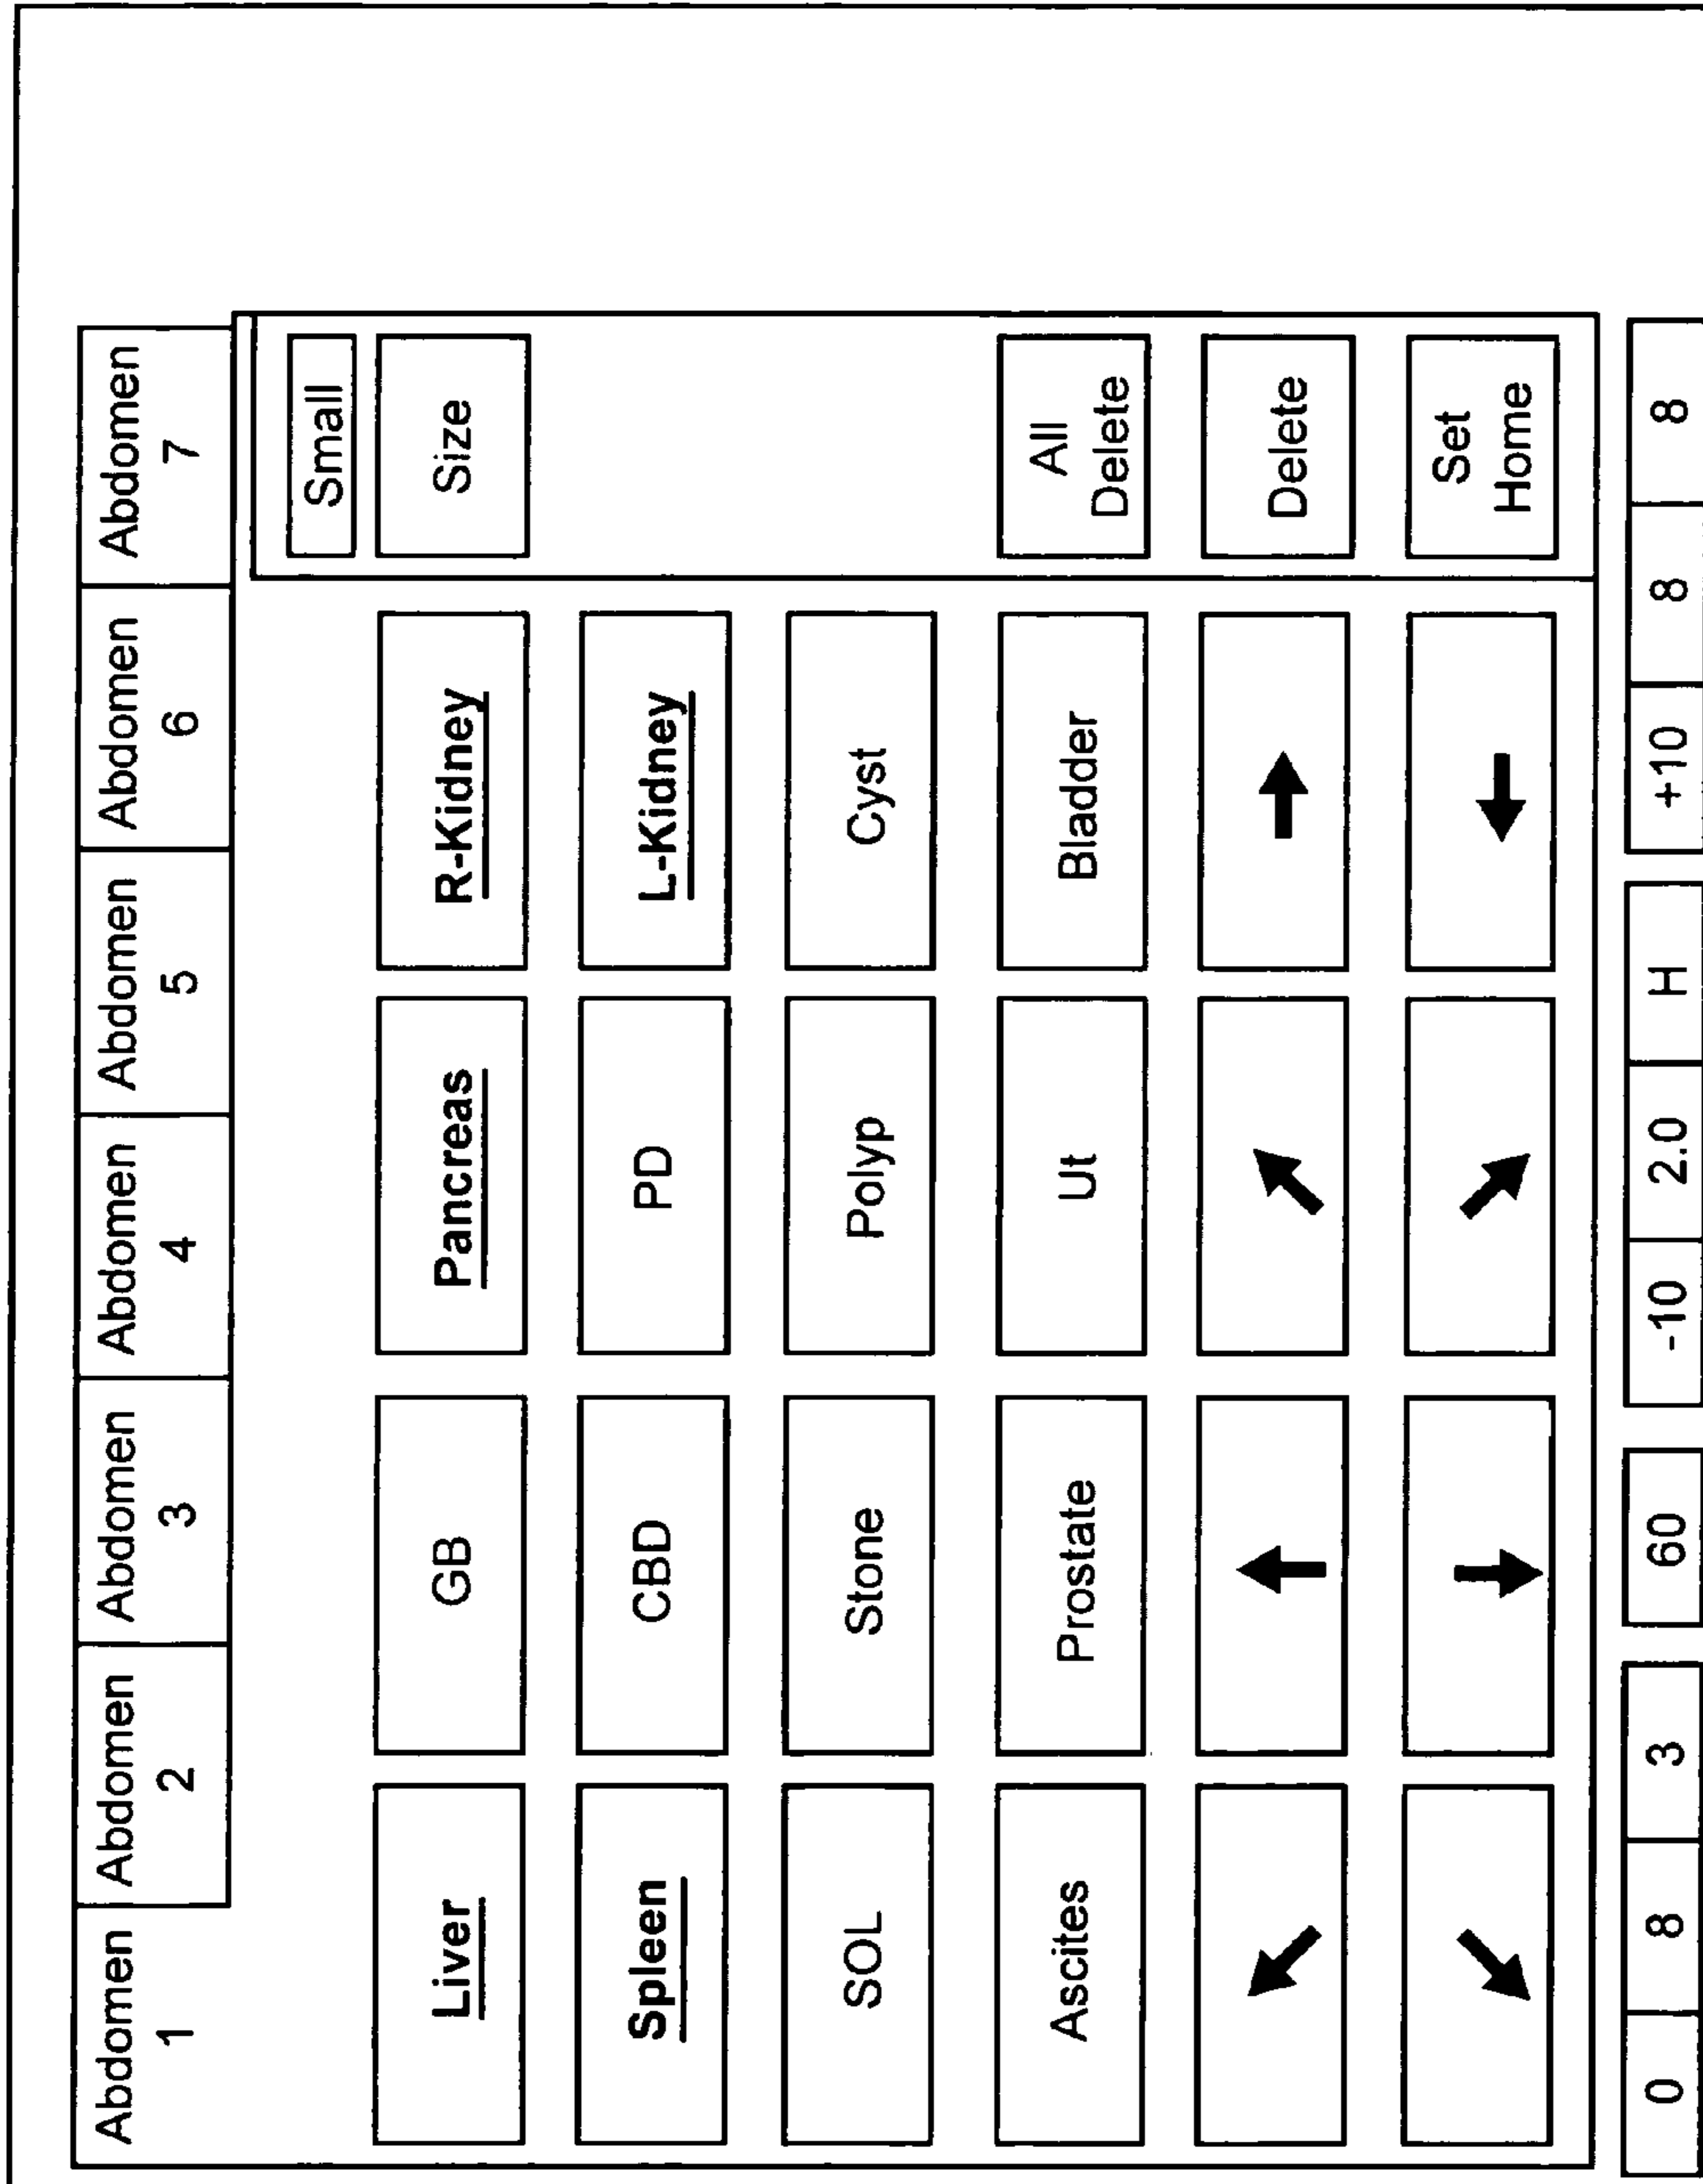 Abdomen
1
Abdomen
2
Abdomen
3
Abdomen
4
Abdomen
5
Abdomen
6
Abdomen
7
Small
Liver
GB
Pancreas
R-Kidney
Size
Spleen
CBD
PD
L-Kidney
SOL
Stone
Polyp
Cyst
Ascites
Prostate
Ut
Bladder
All
Delete
Delete
Set
Home
0
8
3
60
-10
2.0
H
+10
8
8